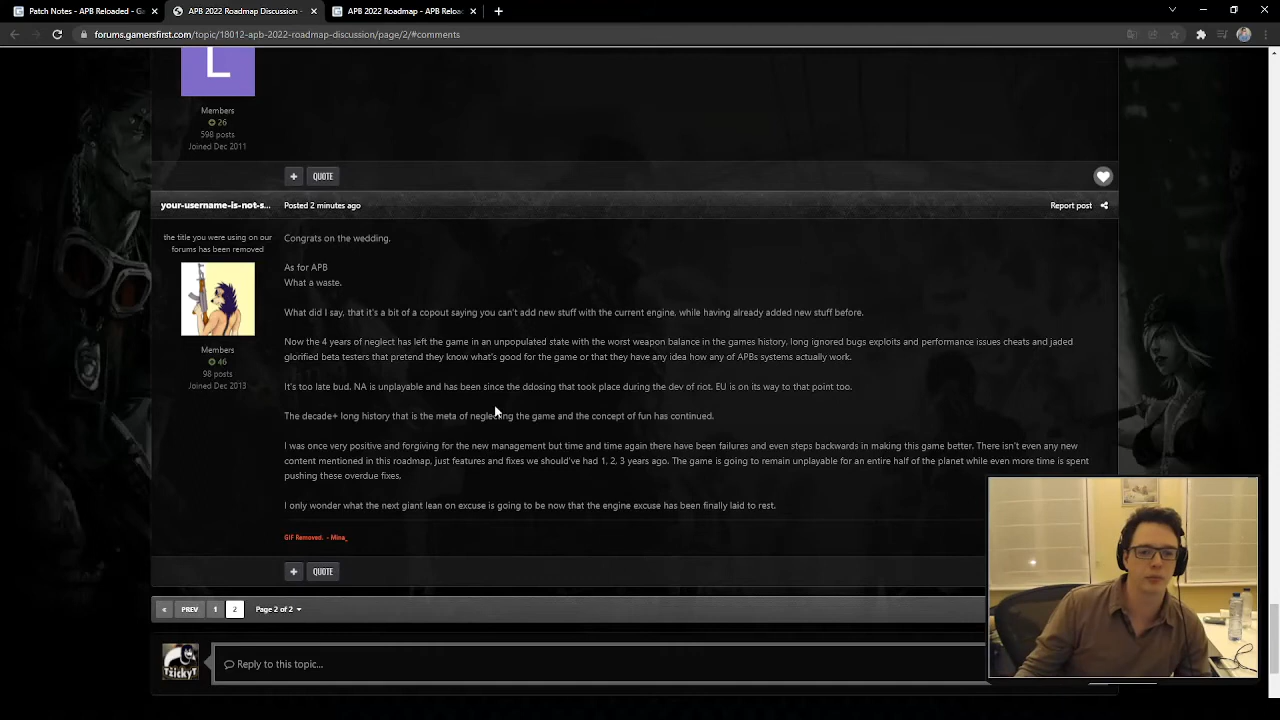 Patch Notes - APB Reloaded - Ga
APB 2022 Roadmap Discussion -
APB 2022 Roadmap - APB Reloa
forums.gamersfirst.com/topic/18012-apb-2022-roadmap-discussion/page/2/#comments
L
Members
26
598 posts
Joined Dec 2011
+ QUOTE
your-username-is-not-s...
Posted 2 minutes ago
Report post
the title you were using on our
forums has been removed
Members
46
98 posts
Joined Dec 2013
Congrats on the wedding.
As for APB
What a waste.
What did I say, that it's a bit of a copout saying you can't add new stuff with the current engine, while having already added new stuff before.
Now the 4 years of neglect has left the game in an unpopulated state with the worst weapon balance in the games history, long ignored bugs exploits and performance issues cheats and jaded
glorified beta testers that pretend they know what's good for the game or that they have any idea how any of APBs systems actually work.
It's too late bud. NA is unplayable and has been since the ddosing that took place during the dev of riot. EU is on its way to that point too.
The decade+ long history that is the meta of neglecting the game and the concept of fun has continued.
I was once very positive and forgiving for the new management but time and time again there have been failures and even steps backwards in making this game better. There isn't even any new
content mentioned in this roadmap, just features and fixes we should've had 1, 2, 3 years ago. The game is going to remain unplayable for an entire half of the planet while even more time is spent
pushing these overdue fixes,
I only wonder what the next giant lean on excuse is going to be now that the engine excuse has been finally laid to rest.
GIF Removed. - Mina_
+ QUOTE
« PREV 1 2 Page 2 of 2
TzickyT
Reply to this topic...